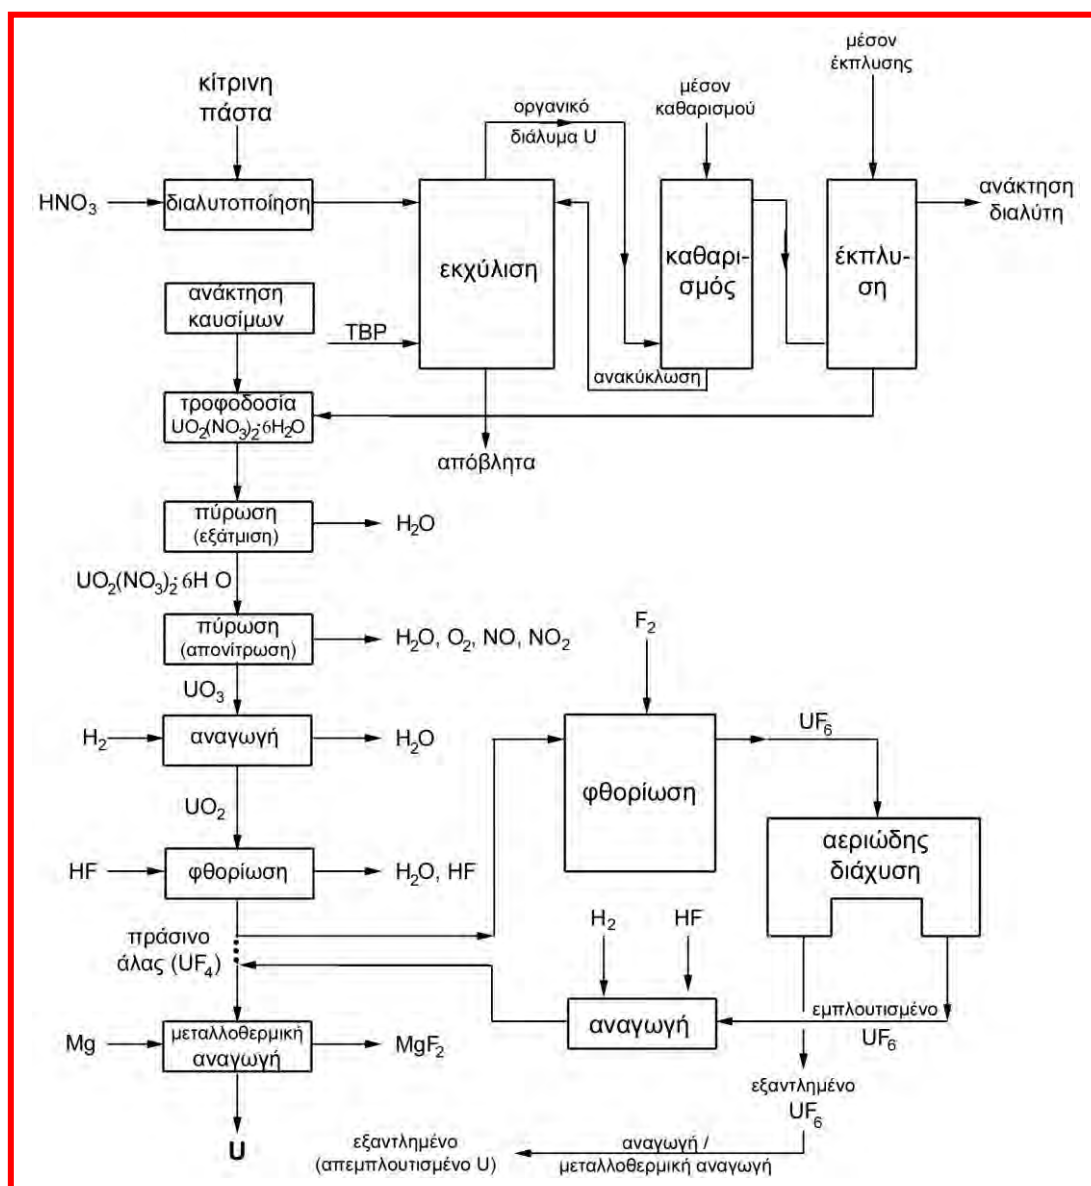 κίτρινη
πάστα
HNO₃
διαλυτοποίηση
οργανικό
διάλυμα U
μέσον
καθαρισμού
μέσον
έκπλυσης
εκχύλιση
καθαρι-
σμός
έκπλυ-
ση
ανάκτηση
διαλύτη
ανάκτηση
καυσίμων
TBP
ανακύκλωση
τροφοδοσία
UO₂(NO₃)₂·6H₂O
απόβλητα
πύρωση
(εξάτμιση)
H₂O
UO₂(NO₃)₂·6H O
πύρωση
(απονίτρωση)
H₂O, O₂, NO, NO₂
UO₃
H₂
αναγωγή
H₂O
UO₂
HF
φθορίωση
H₂O, HF
F₂
φθορίωση
UF₆
αεριώδης
διάχυση
πράσινο
άλας (UF₄)
H₂
HF
αναγωγή
εμπλουτισμένο
UF₆
Mg
μεταλλοθερμική
αναγωγή
MgF₂
εξαντλημένο
UF₆
U
εξαντλημένο
(απεμπλουτισμένο U)
αναγωγή /
μεταλλοθερμική αναγωγή